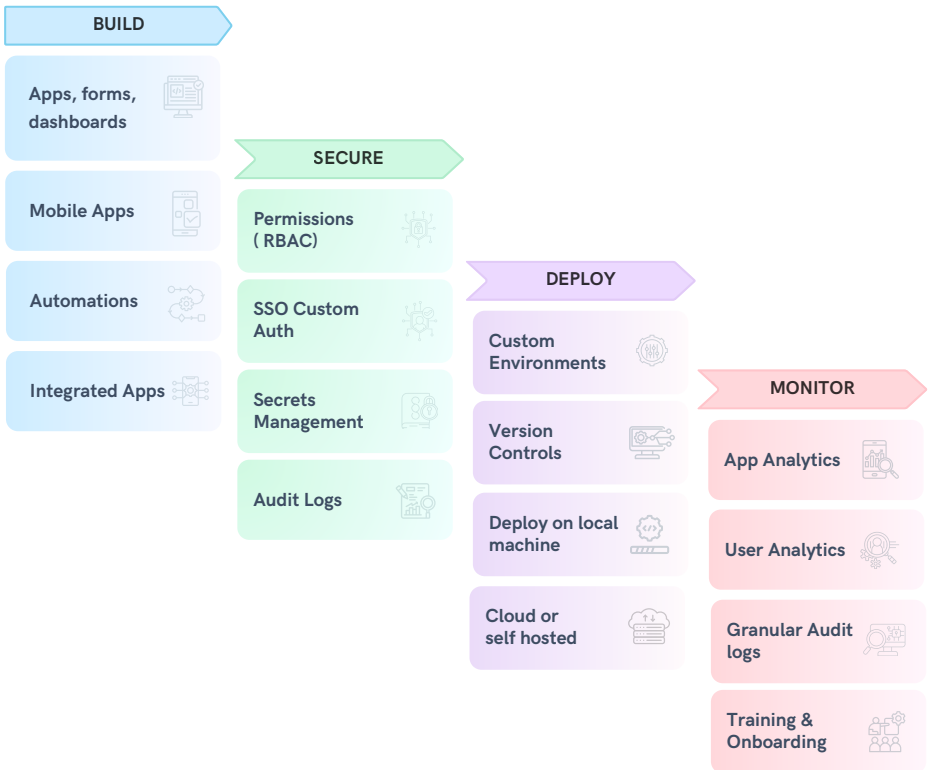 BUILD
Apps, forms,
dashboards
Mobile Apps
Automations
Integrated Apps
SECURE
Permissions
( RBAC)
SSO Custom
Auth
Secrets
Management
Audit Logs
DEPLOY
Custom
Environments
Version
Controls
Deploy on local
machine
Cloud or
self hosted
MONITOR
App Analytics
User Analytics
Granular Audit
logs
Training &
Onboarding